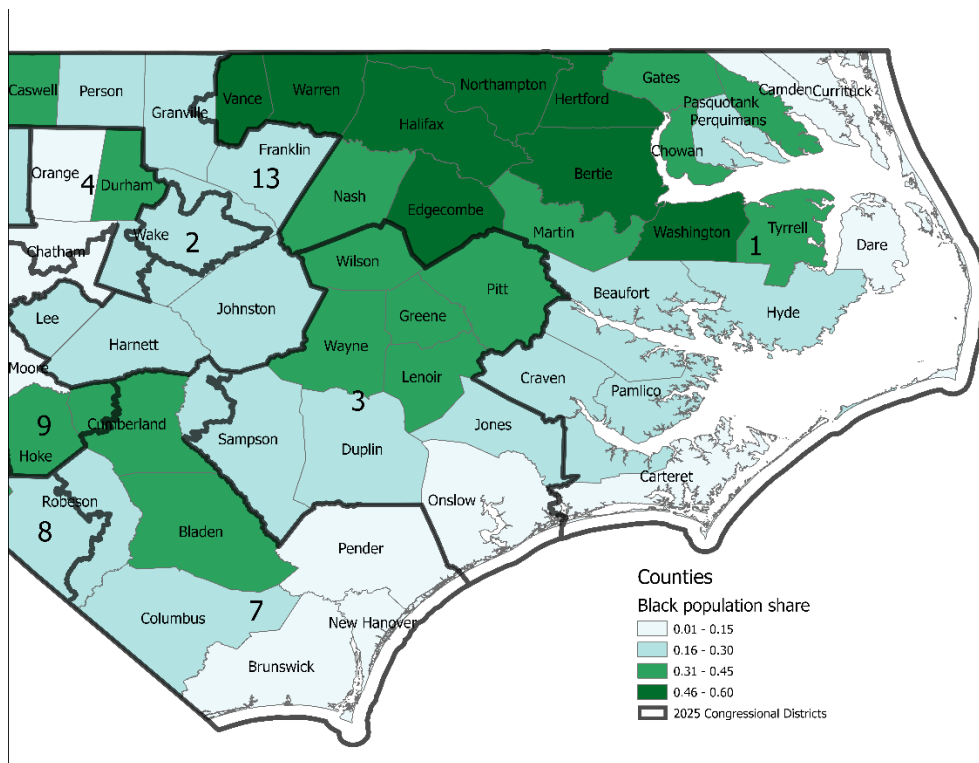 Caswell
Person
Granville
Vance
Warren
Northampton
Hertford
Gates
Camden
Currituck
Pasquotank
Perquimans
Halifax
Franklin
13
Orange
4
Durham
Chowan
Bertie
Nash
Edgecombe
Martin
Washington
1
Tyrrell
Dare
Wake
2
Chatham
Wilson
Pitt
Beaufort
Hyde
Johnston
Greene
Lee
Harnett
Wayne
Moore
Lenoir
Craven
Pamlico
3
9
Cumberland
Hoke
Sampson
Duplin
Jones
Robeson
8
Onslow
Carteret
Bladen
Pender
Columbus
7
New Hanover
Brunswick
Counties
Black population share
0.01 - 0.15
0.16 - 0.30
0.31 - 0.45
0.46 - 0.60
2025 Congressional Districts